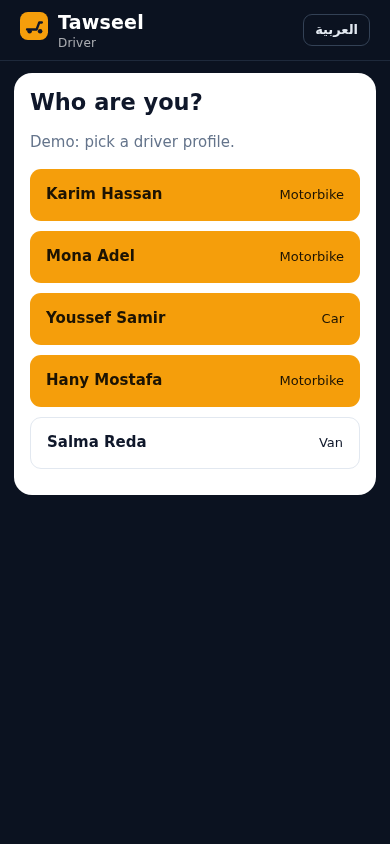 Tawseel
Driver
العربية
Who are you?
Demo: pick a driver profile.
Karim Hassan Motorbike
Mona Adel Motorbike
Youssef Samir Car
Hany Mostafa Motorbike
Salma Reda Van